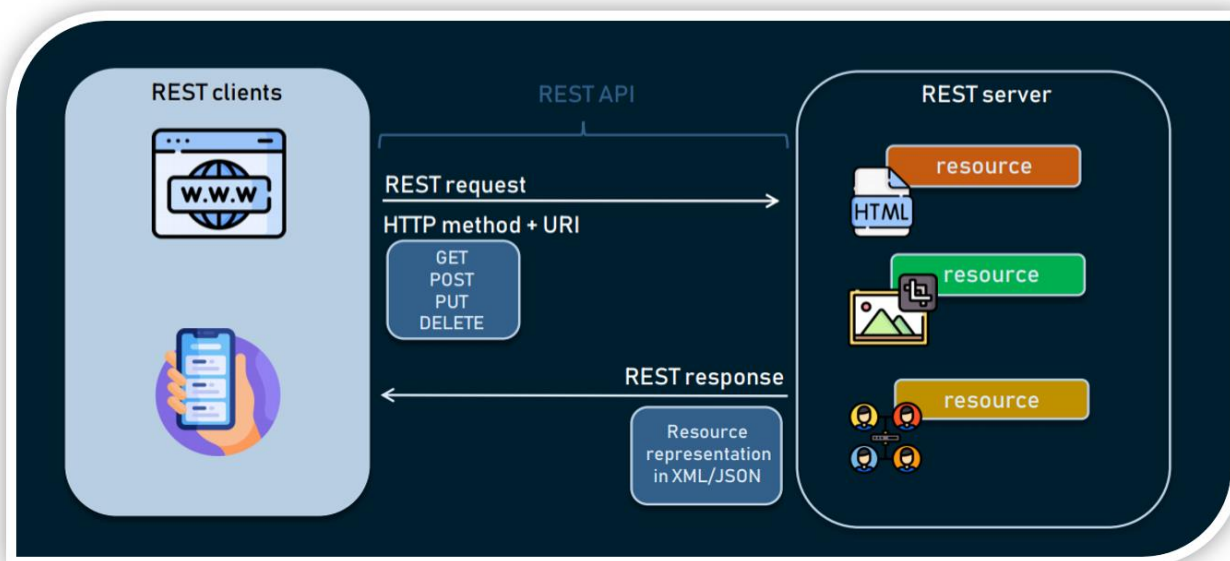 REST clients
REST API
REST server
W.W.W
REST request
HTTP method + URI
GET
POST
PUT
DELETE
REST response
Resource
representation
in XML/JSON
resource
HTML
resource
resource